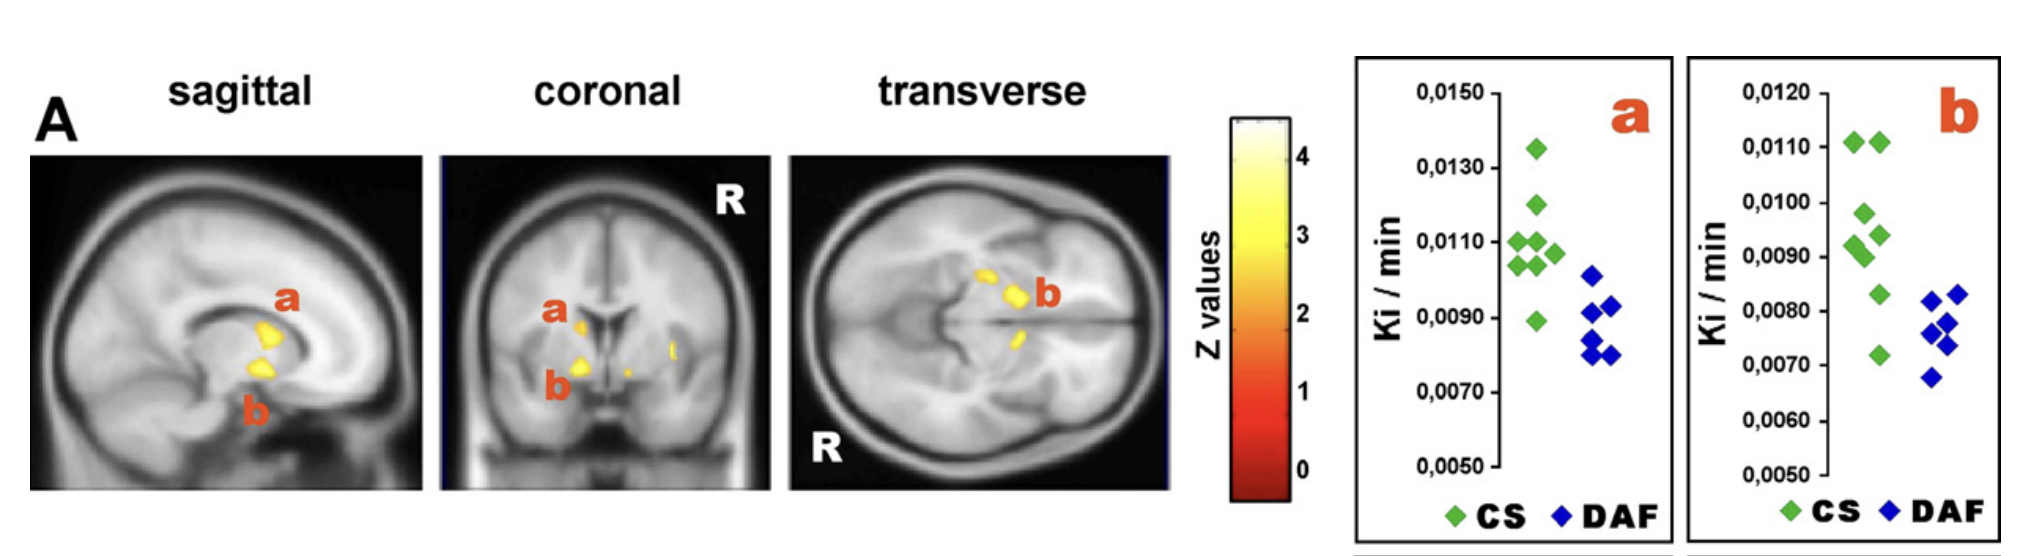 A
sagittal
coronal
transverse
a
b
R
a
b
R
b
Z values
4
3
2
1
0
a
Ki / min
0,0150
0,0130
0,0110
0,0090
0,0070
0,0050
CS DAF
b
Ki / min
0,0120
0,0110
0,0100
0,0090
0,0080
0,0070
0,0060
0,0050
CS DAF